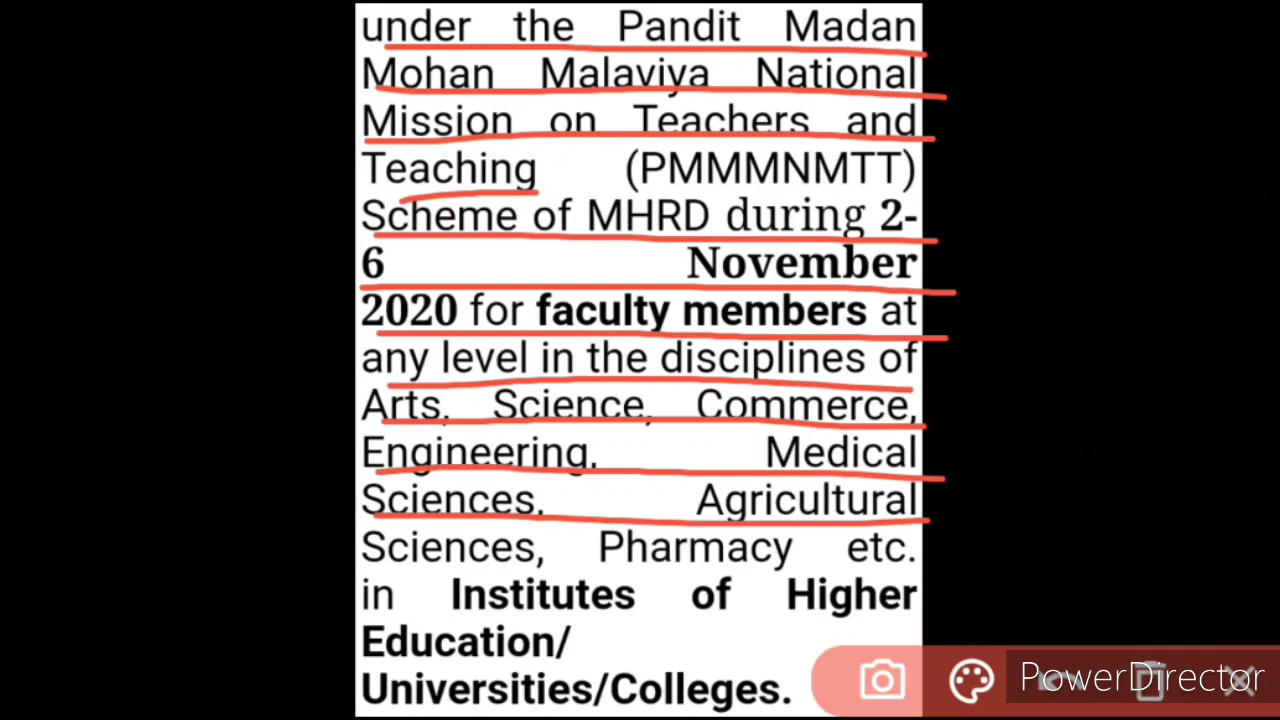 under the Pandit Madan
Mohan Malaviya National
Mission on Teachers and
Teaching (PMMMNMTT)
Scheme of MHRD during 2-
6 November
2020 for faculty members at
any level in the disciplines of
Arts, Science, Commerce,
Engineering, Medical
Sciences, Agricultural
Sciences, Pharmacy etc.
in Institutes of Higher
Education/
Universities/Colleges.
PowerDirector